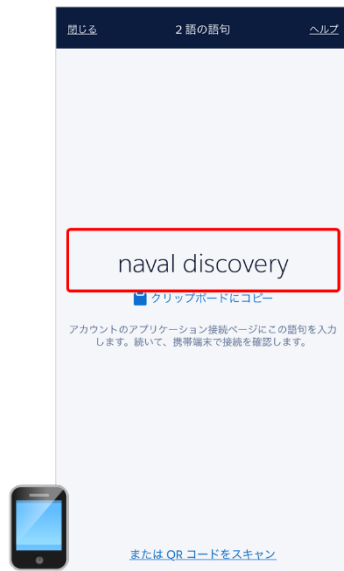 閉じる 2 語の語句 ヘルプ
naval discovery
クリップボードにコピー
アカウントのアプリケーション接続ページにこの語句を入力
します。続いて、携帯端末で接続を確認します。
または QR コードをスキャン